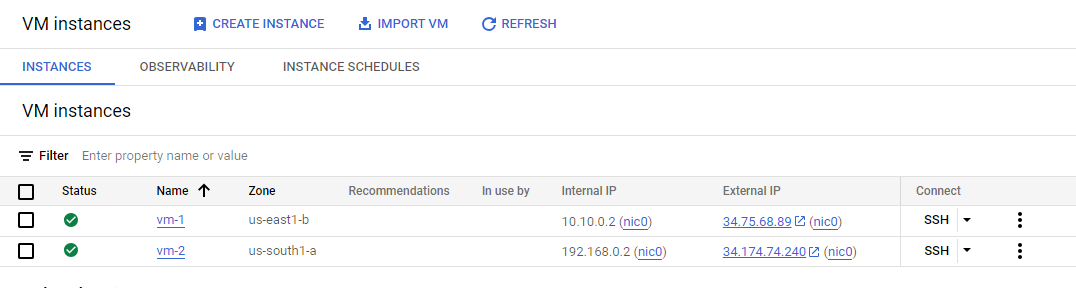 VM instances CREATE INSTANCE IMPORT VM REFRESH
INSTANCES OBSERVABILITY INSTANCE SCHEDULES
VM instances
Filter Enter property name or value
Status Name Zone Recommendations In use by Internal IP External IP Connect
vm-1 us-east1-b 10.10.0.2 (nic0) 34.75.68.89 (nic0) SSH
vm-2 us-south1-a 192.168.0.2 (nic0) 34.174.74.240 (nic0) SSH